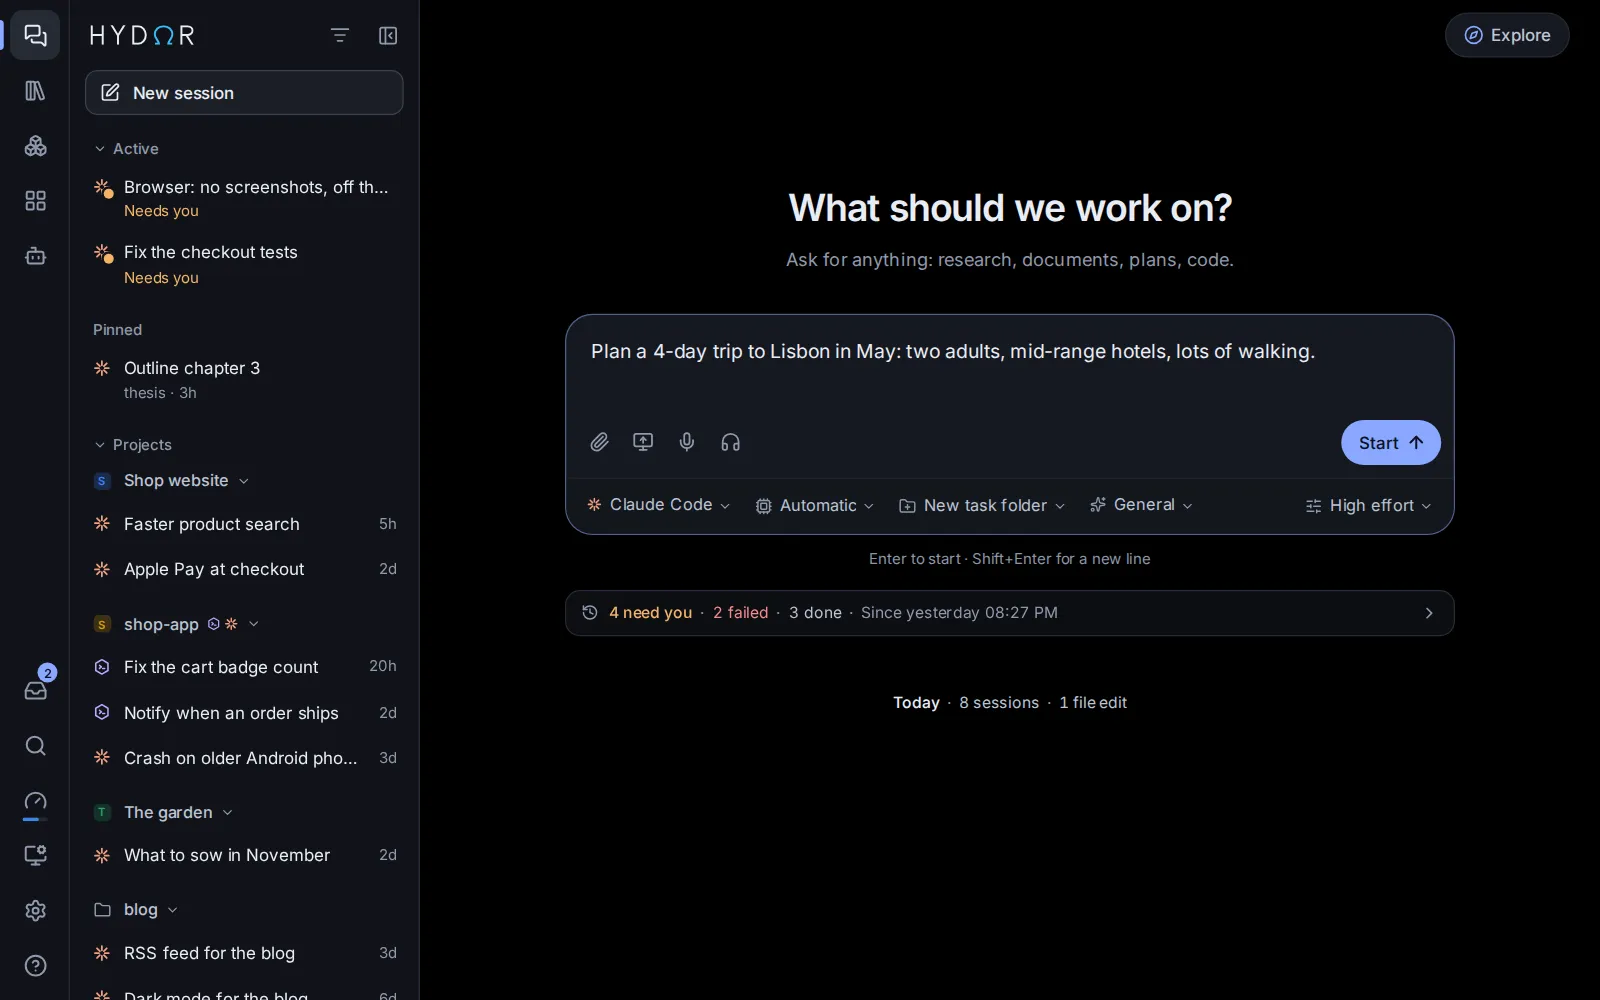 HYDΩR
New session
Active
Browser: no screenshots, off th...
Needs you
Fix the checkout tests
Needs you
Pinned
Outline chapter 3
thesis · 3h
Projects
S Shop website
Faster product search 5h
Apple Pay at checkout 2d
S shop-app
Fix the cart badge count 20h
Notify when an order ships 2d
Crash on older Android pho... 3d
T The garden
What to sow in November 2d
blog
RSS feed for the blog 3d
Dark mode for the blog 6d
2
Explore
What should we work on?
Ask for anything: research, documents, plans, code.
Plan a 4-day trip to Lisbon in May: two adults, mid-range hotels, lots of walking.
Start
Claude Code Automatic New task folder General High effort
Enter to start · Shift+Enter for a new line
4 need you · 2 failed · 3 done · Since yesterday 08:27 PM
Today · 8 sessions · 1 file edit